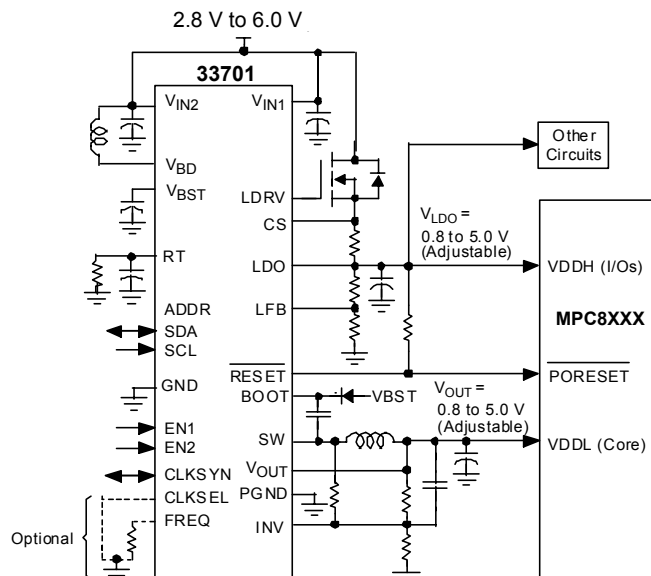 2.8 V to 6.0 V
33701
VIN2
VIN1
VBD
VBST
LDRV
CS
Other
Circuits
VLDO =
0.8 to 5.0 V
(Adjustable)
RT
LDO
VDDH (I/Os)
ADDR
LFB
SDA
SCL
MPC8XXX
RESET
PORESET
GND
BOOT
VBST
VOUT =
0.8 to 5.0 V
(Adjustable)
EN1
EN2
SW
VDDL (Core)
CLKSYN
VOUT
CLKSEL
PGND
FREQ
INV
Optional